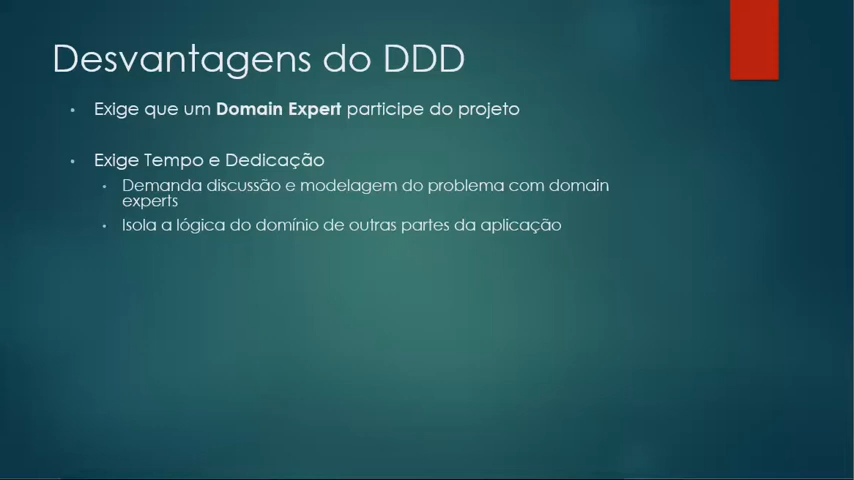 Desvantagens do DDD
• Exige que um Domain Expert participe do projeto
• Exige Tempo e Dedicação
• Demanda discussão e modelagem do problema com domain
experts
• Isola a lógica do domínio de outras partes da aplicação